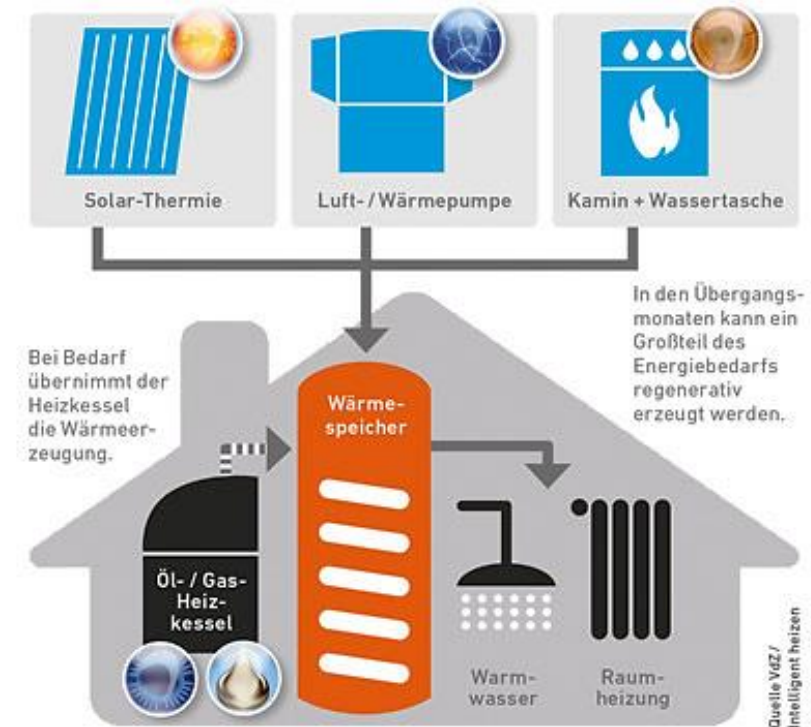 Solar-Thermie
Luft- / Wärmepumpe
Kamin + Wassertasche
In den Übergangs-
monaten kann ein
Großteil des
Energiebedarfs
regenerativ
erzeugt werden.
Bei Bedarf
übernimmt der
Heizkessel
die Wärmeer-
zeugung.
Wärme-
speicher
Öl- / Gas-
Heiz-
kessel
Warm-
wasser
Raum-
heizung
Quelle VdZ /
Intelligent heizen